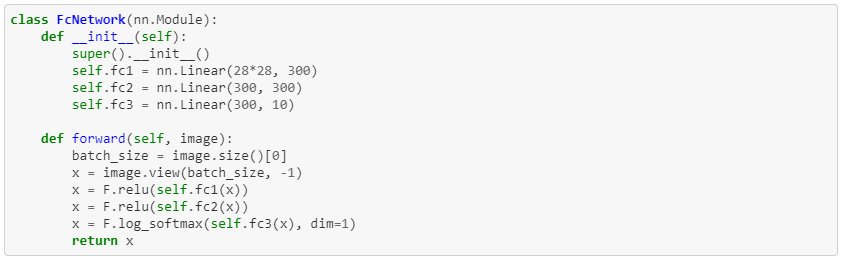 class FcNetwork(nn.Module):
    def __init__(self):
        super().__init__()
        self.fc1 = nn.Linear(28*28, 300)
        self.fc2 = nn.Linear(300, 300)
        self.fc3 = nn.Linear(300, 10)

    def forward(self, image):
        batch_size = image.size()[0]
        x = image.view(batch_size, -1)
        x = F.relu(self.fc1(x))
        x = F.relu(self.fc2(x))
        x = F.log_softmax(self.fc3(x), dim=1)
        return x